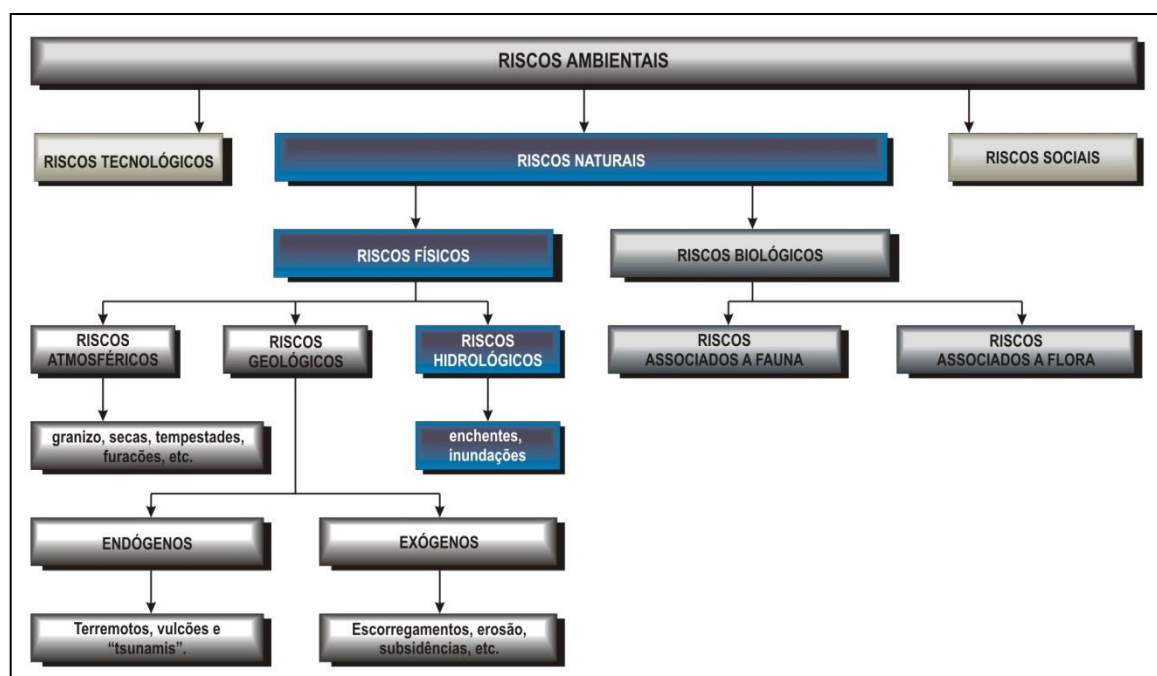 RISCOS AMBIENTAIS
RISCOS TECNOLÓGICOS
RISCOS NATURAIS
RISCOS SOCIAIS
RISCOS FÍSICOS
RISCOS BIOLÓGICOS
RISCOS
ATMOSFÉRICOS
RISCOS
GEOLÓGICOS
RISCOS
HIDROLÓGICOS
RISCOS
ASSOCIADOS A FAUNA
RISCOS
ASSOCIADOS A FLORA
granizo, secas, tempestades,
furacões, etc.
enchentes,
inundações
ENDÓGENOS
EXÓGENOS
Terremotos, vulcões e
“tsunamis”.
Escorregamentos, erosão,
subsidências, etc.